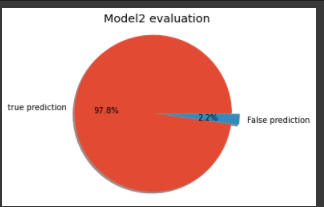 Model2 evaluation
true prediction
97.8%
2.2%
False prediction